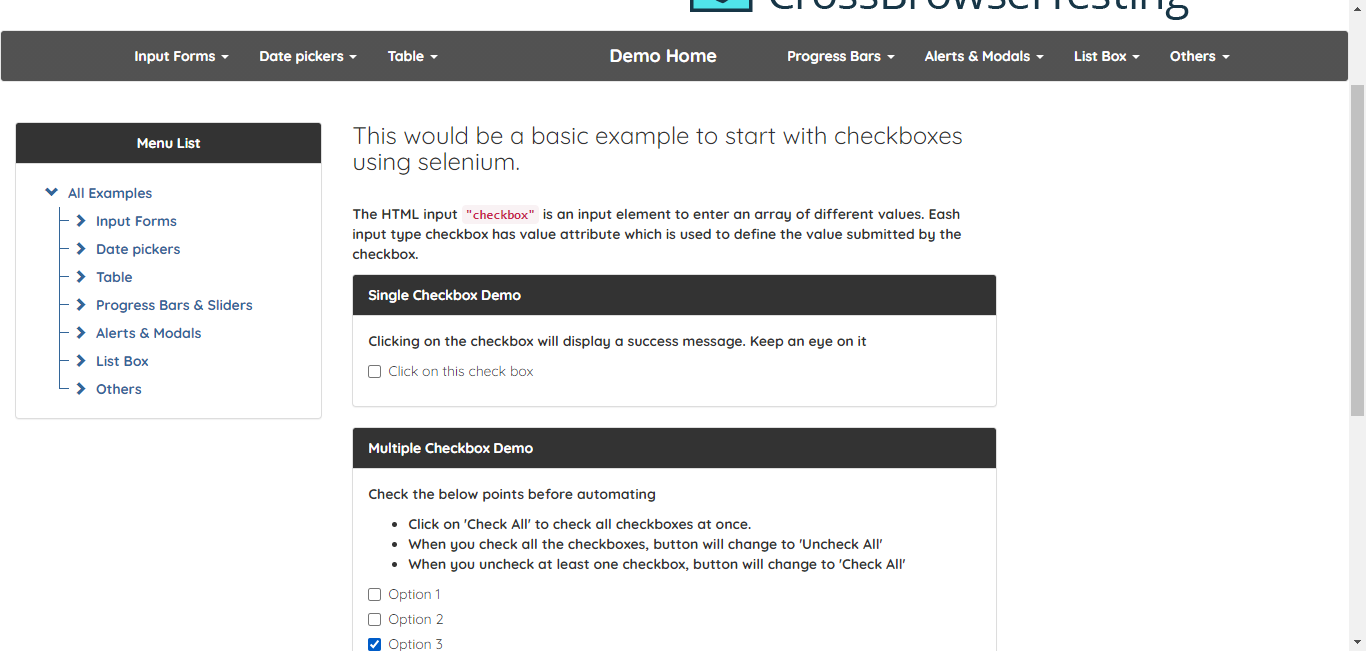 CrossBrowserTesting
Input Forms Date pickers Table Demo Home Progress Bars Alerts & Modals List Box Others
Menu List
All Examples
Input Forms
Date pickers
Table
Progress Bars & Sliders
Alerts & Modals
List Box
Others
This would be a basic example to start with checkboxes
using selenium.
The HTML input "checkbox" is an input element to enter an array of different values. Eash
input type checkbox has value attribute which is used to define the value submitted by the
checkbox.
Single Checkbox Demo
Clicking on the checkbox will display a success message. Keep an eye on it
Click on this check box
Multiple Checkbox Demo
Check the below points before automating
Click on 'Check All' to check all checkboxes at once.
When you check all the checkboxes, button will change to 'Uncheck All'
When you uncheck at least one checkbox, button will change to 'Check All'
Option 1
Option 2
Option 3